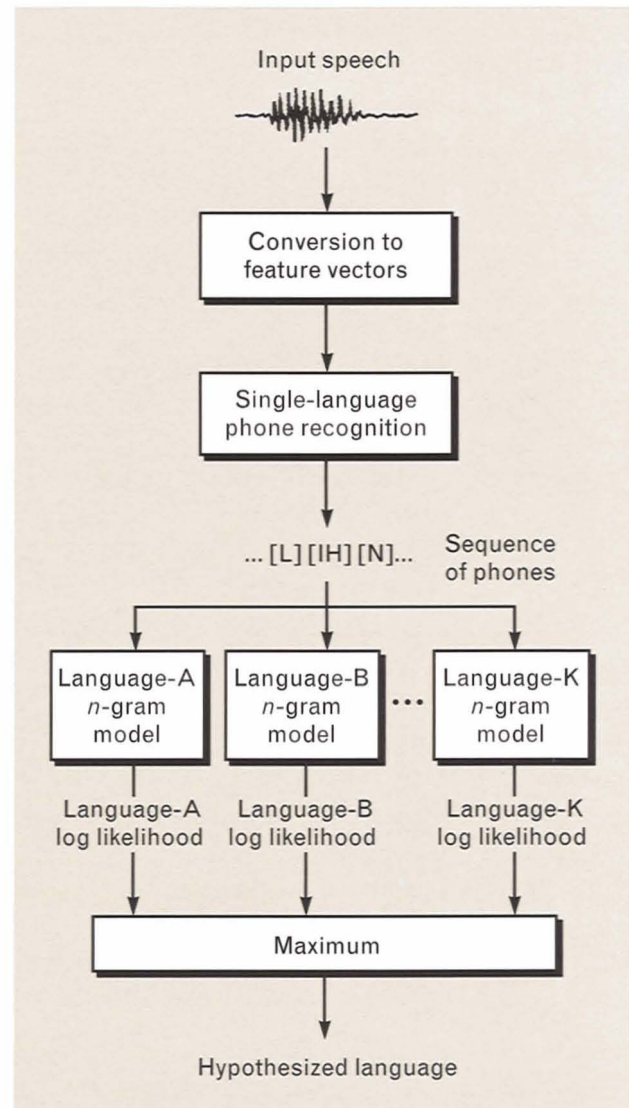 Input speech
Conversion to
feature vectors
Single-language
phone recognition
... [L] [IH] [N]...
Sequence
of phones
Language-A
n-gram
model
Language-B
n-gram
model
...
Language-K
n-gram
model
Language-A
log likelihood
Language-B
log likelihood
Language-K
log likelihood
Maximum
Hypothesized language